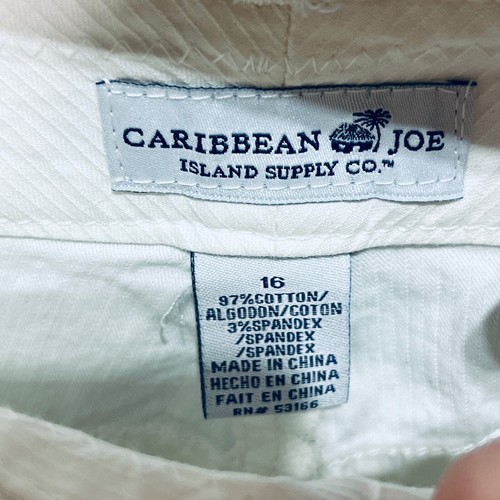 CARIBBEAN JOE
ISLAND SUPPLY CO.™
16
97%COTTON/
ALGODON/COTON
3%SPANDEX
/SPANDEX
/SPANDEX
MADE IN CHINA
HECHO EN CHINA
FAIT EN CHINA
RN# 53166